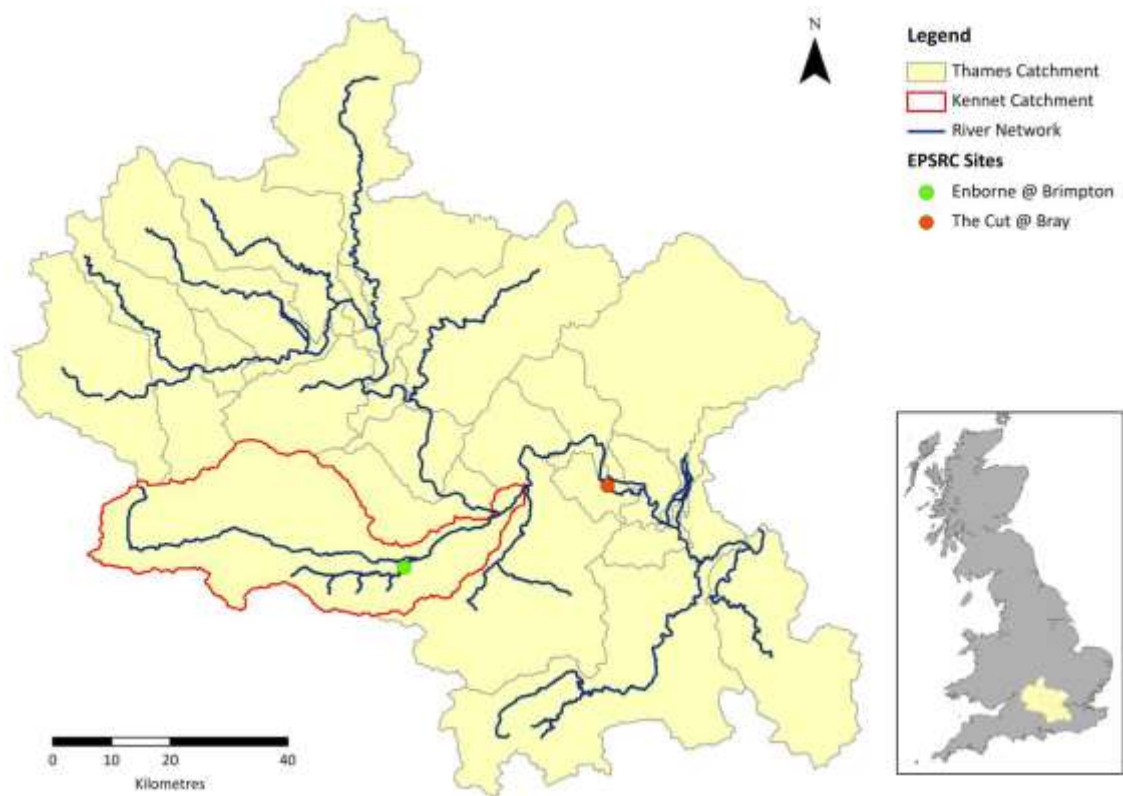 N
Legend
Thames Catchment
Kennet Catchment
River Network
EPSRC Sites
Enborne @ Brimpton
The Cut @ Bray
0 10 20 40
Kilometres